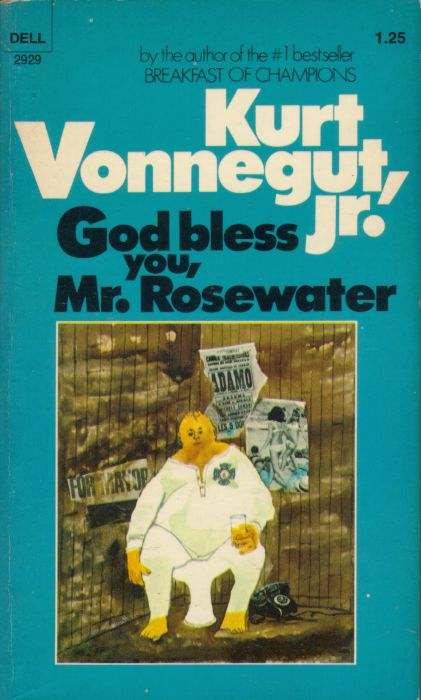 DELL
2929
1.25
by the author of the #1 bestseller
BREAKFAST OF CHAMPIONS
Kurt
Vonnegut,
Jr.
God bless
you,
Mr. Rosewater
ADAMO
FOR MAYOR